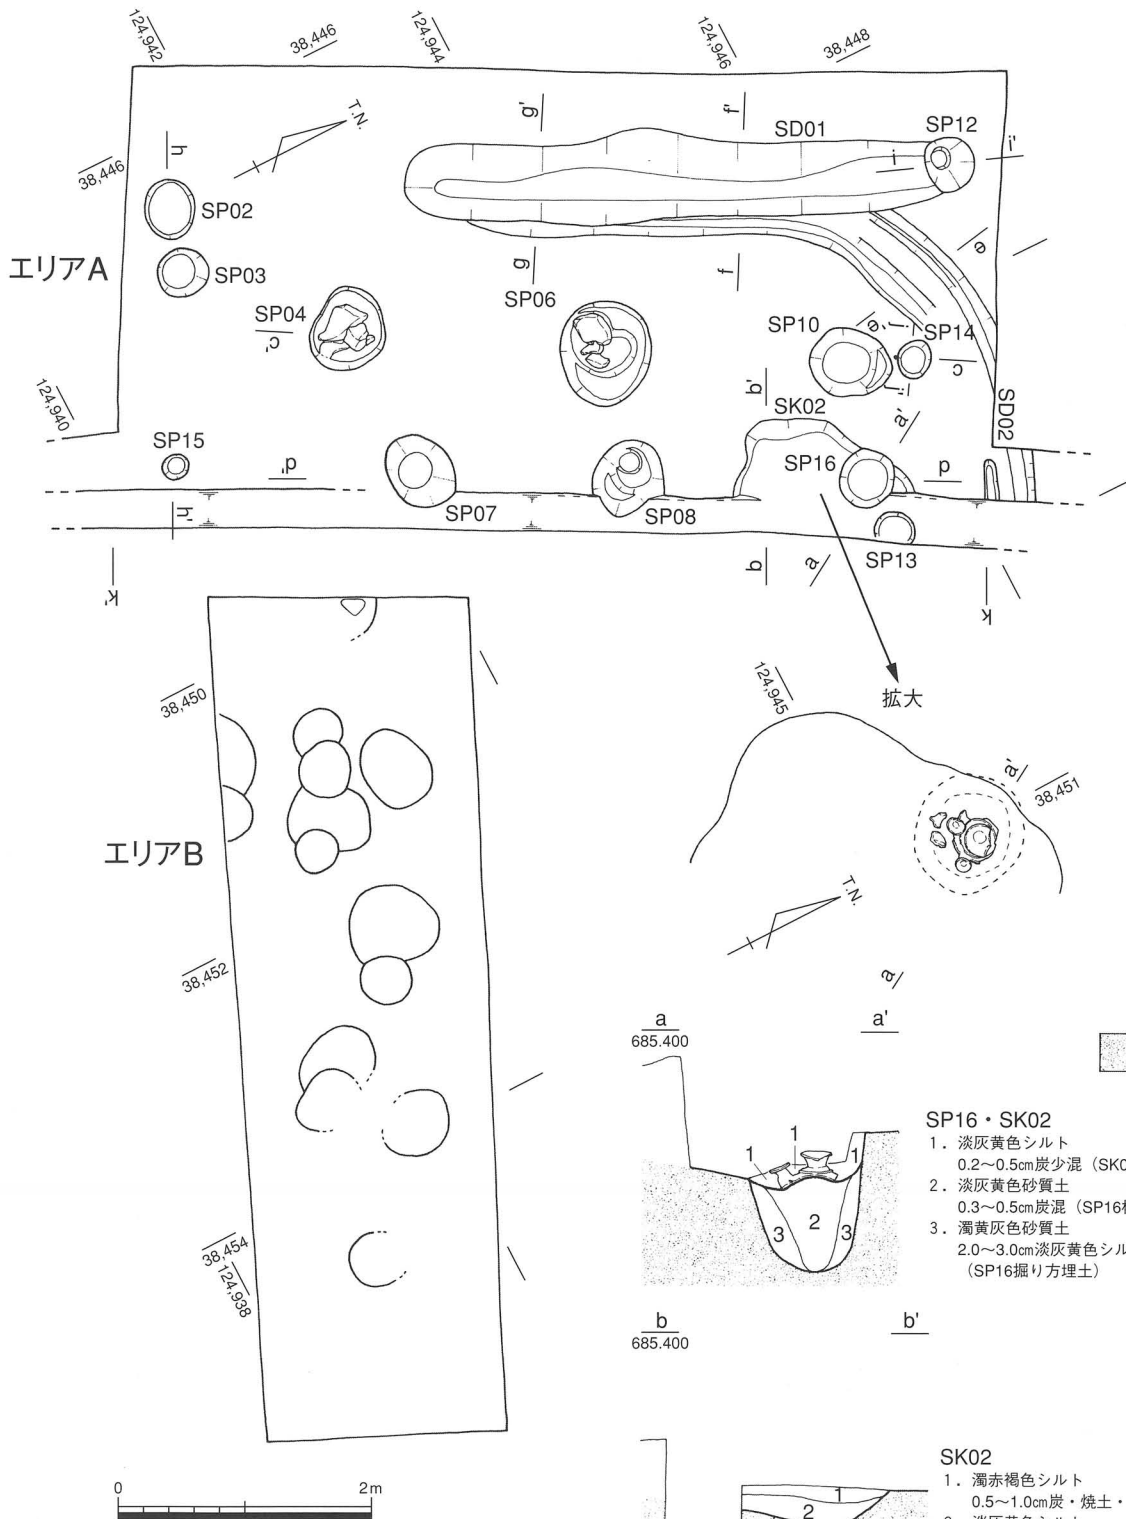 124,942
38,446
124,944
124,946
38,448
T.N.
g'
f'
SD01
SP12
h
i
i'
38,446
SP02
エリアA
SP03
e
g
f
SP04
c'
SP06
SP10
e'
j
SP14
c
j'
b'
a'
124,940
SK02
SD02
SP15
d'
SP16
d
h'
SP07
SP08
SP13
b
a
k'
k
拡大
38,450
124,945
a'
38,451
エリアB
T.N.
38,452
a
a
a'
685.400
SP16・SK02
1. 淡灰黄色シルト
0.2〜0.5㎝炭少混（SK0
2. 淡灰黄色砂質土
0.3〜0.5㎝炭混（SP16
3. 濁黄灰色砂質土
2.0〜3.0㎝淡灰黄色シル
（SP16掘り方埋土）
1
1
1
3
2
3
38,454
124,938
b
b'
685.400
SK02
1. 濁赤褐色シルト
0.5〜1.0㎝炭・焼土・
1
2
0
2m